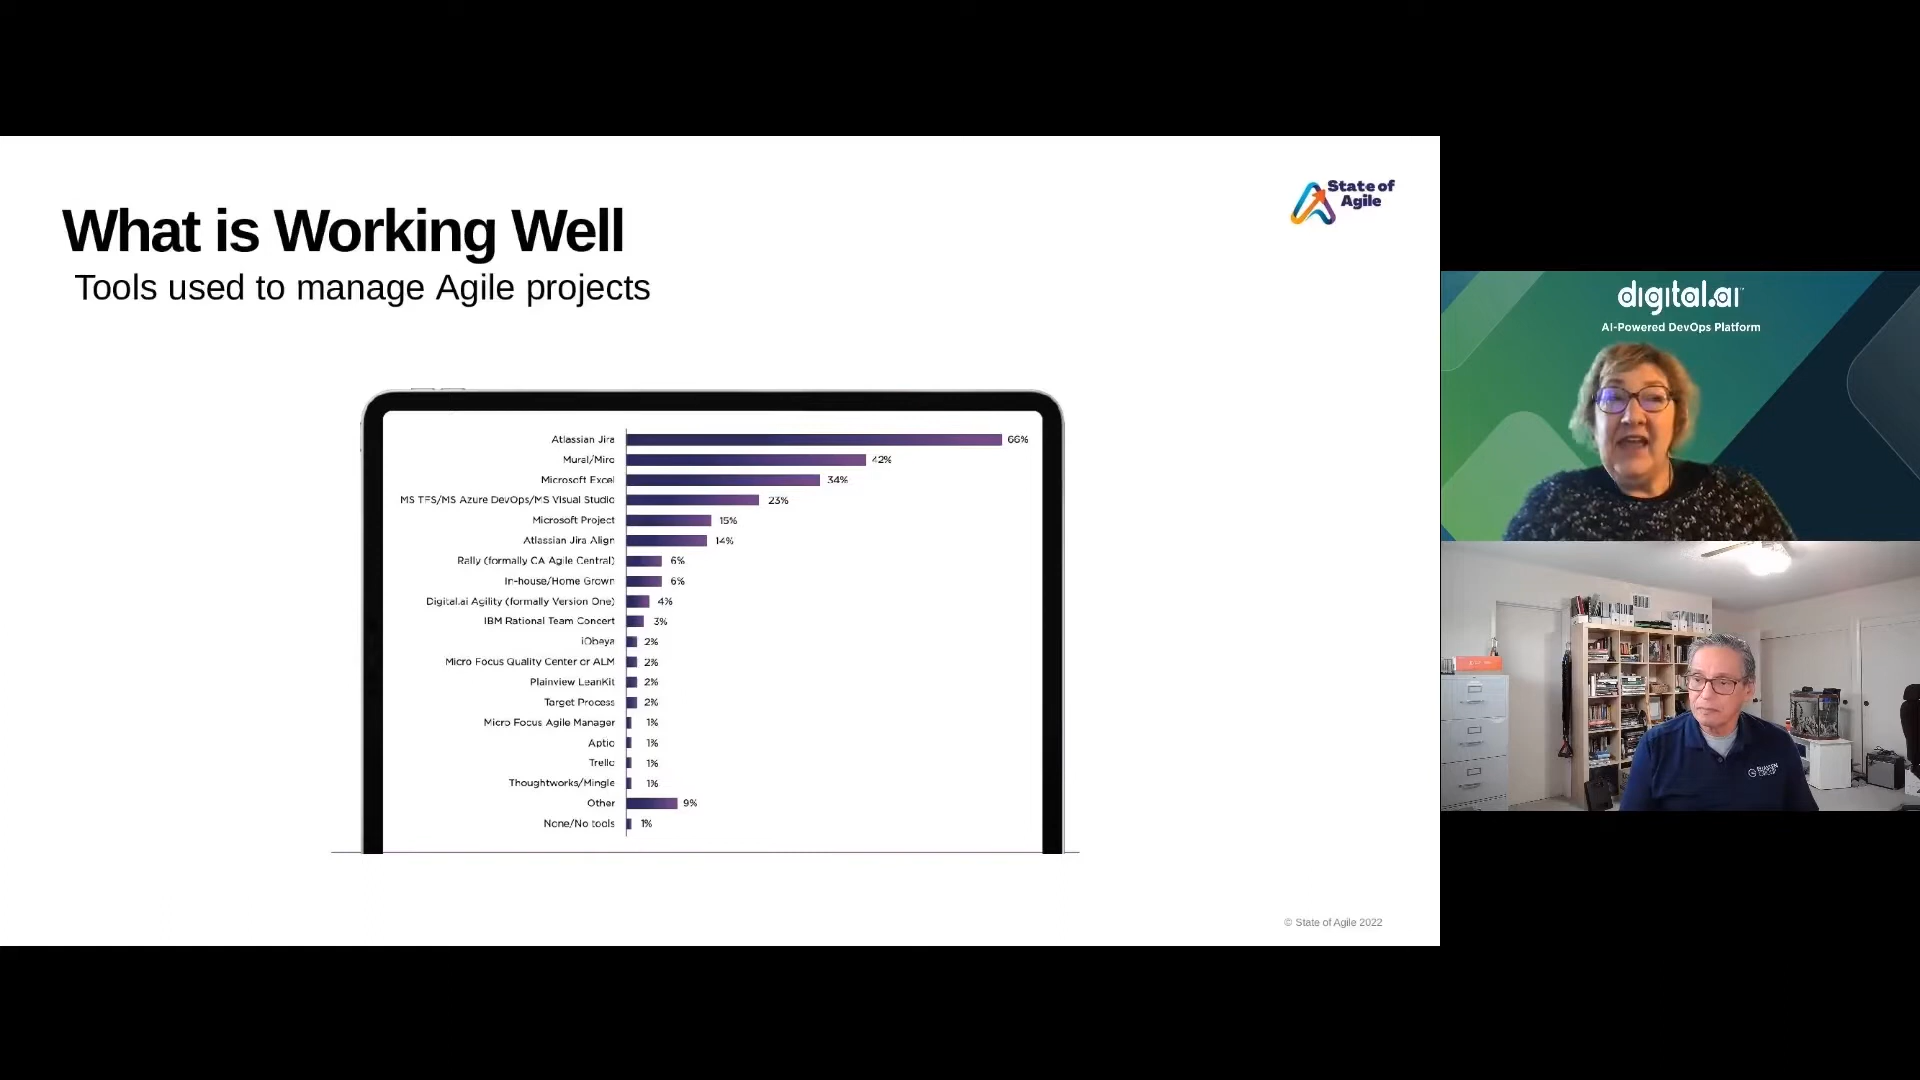 What is Working Well
Tools used to manage Agile projects
State of
Agile
Atlassian Jira 66%
Mural/Miro 42%
Microsoft Excel 34%
MS TFS/MS Azure DevOps/MS Visual Studio 23%
Microsoft Project 15%
Atlassian Jira Align 14%
Rally (formally CA Agile Central) 6%
In-house/Home Grown 6%
Digital.ai Agility (formally Version One) 4%
IBM Rational Team Concert 3%
iObeya 2%
Micro Focus Quality Center or ALM 2%
Plainview LeanKit 2%
Target Process 2%
Micro Focus Agile Manager 1%
Aptio 1%
Trello 1%
Thoughtworks/Mingle 1%
Other 9%
None/No tools 1%
© State of Agile 2022
digital.ai
AI-Powered DevOps Platform
GROUP